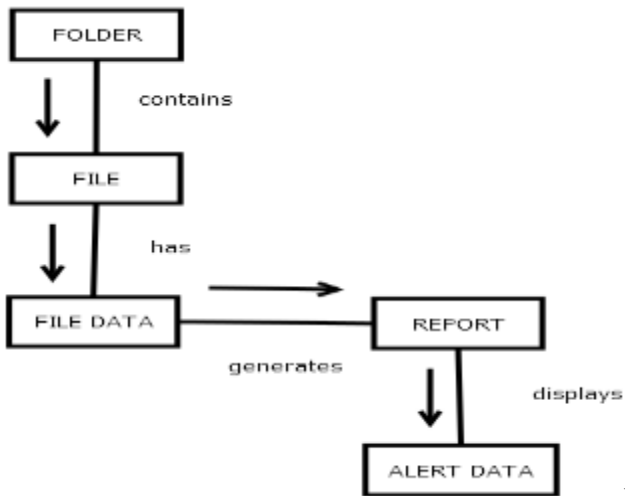 FOLDER
contains
FILE
has
FILE DATA
REPORT
generates
displays
ALERT DATA